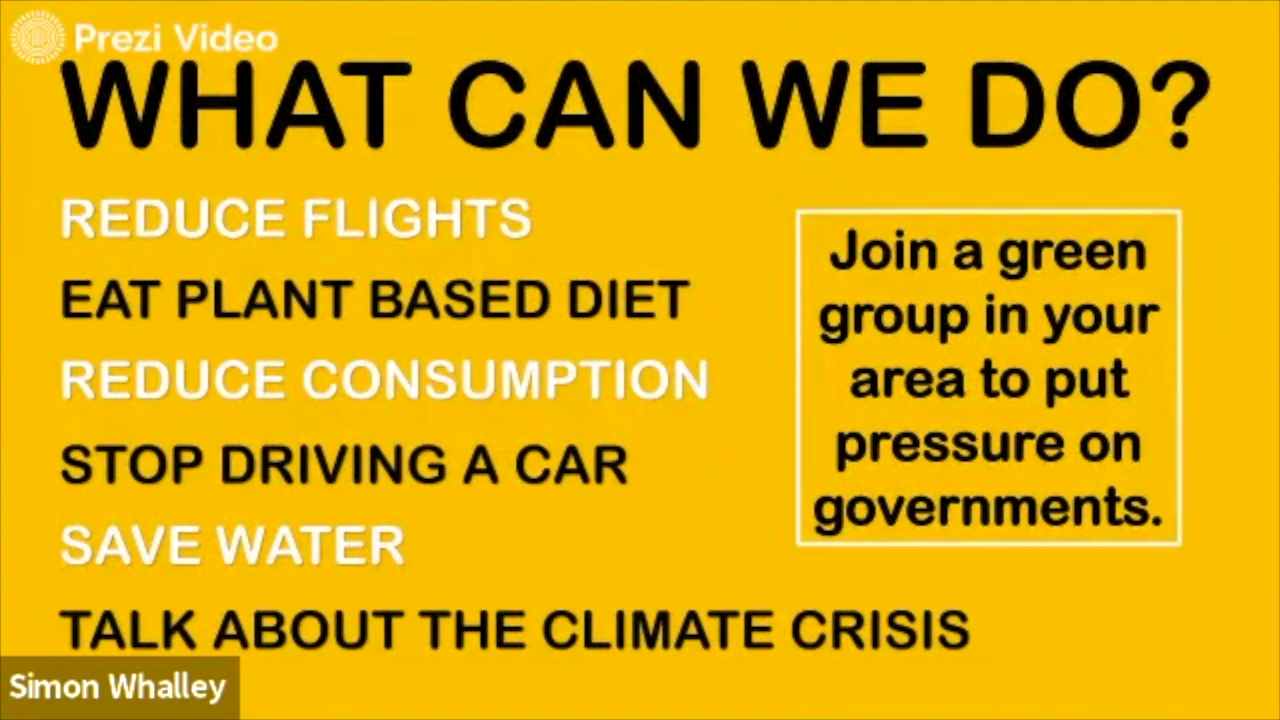 Prezi Video
WHAT CAN WE DO?
REDUCE FLIGHTS
EAT PLANT BASED DIET
REDUCE CONSUMPTION
STOP DRIVING A CAR
SAVE WATER
TALK ABOUT THE CLIMATE CRISIS
Join a green
group in your
area to put
pressure on
governments.
Simon Whalley